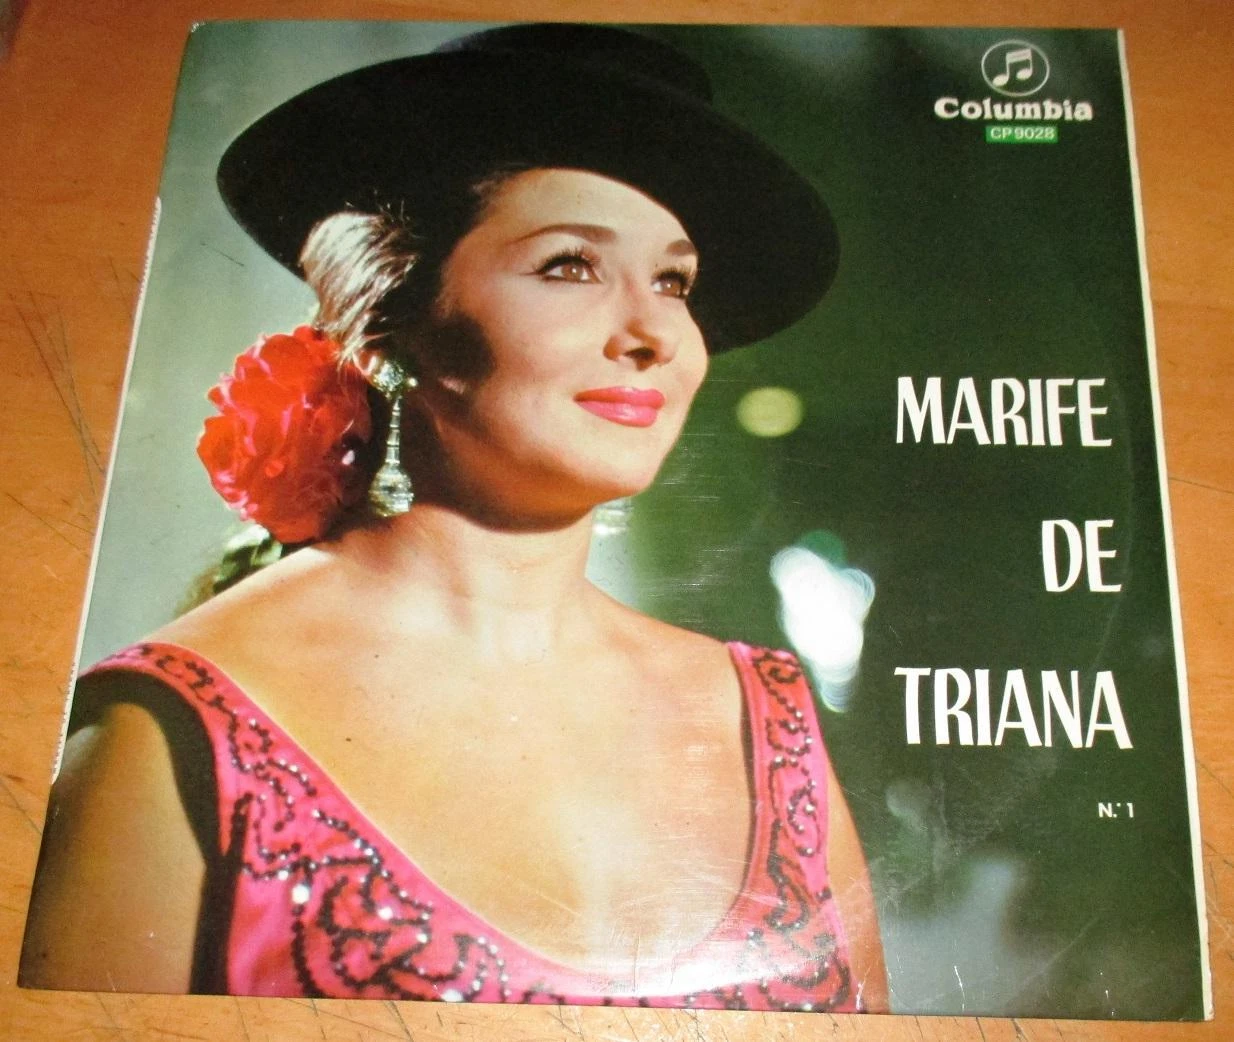 Columbia
CP 9028
MARIFE
DE
TRIANA
N.° 1